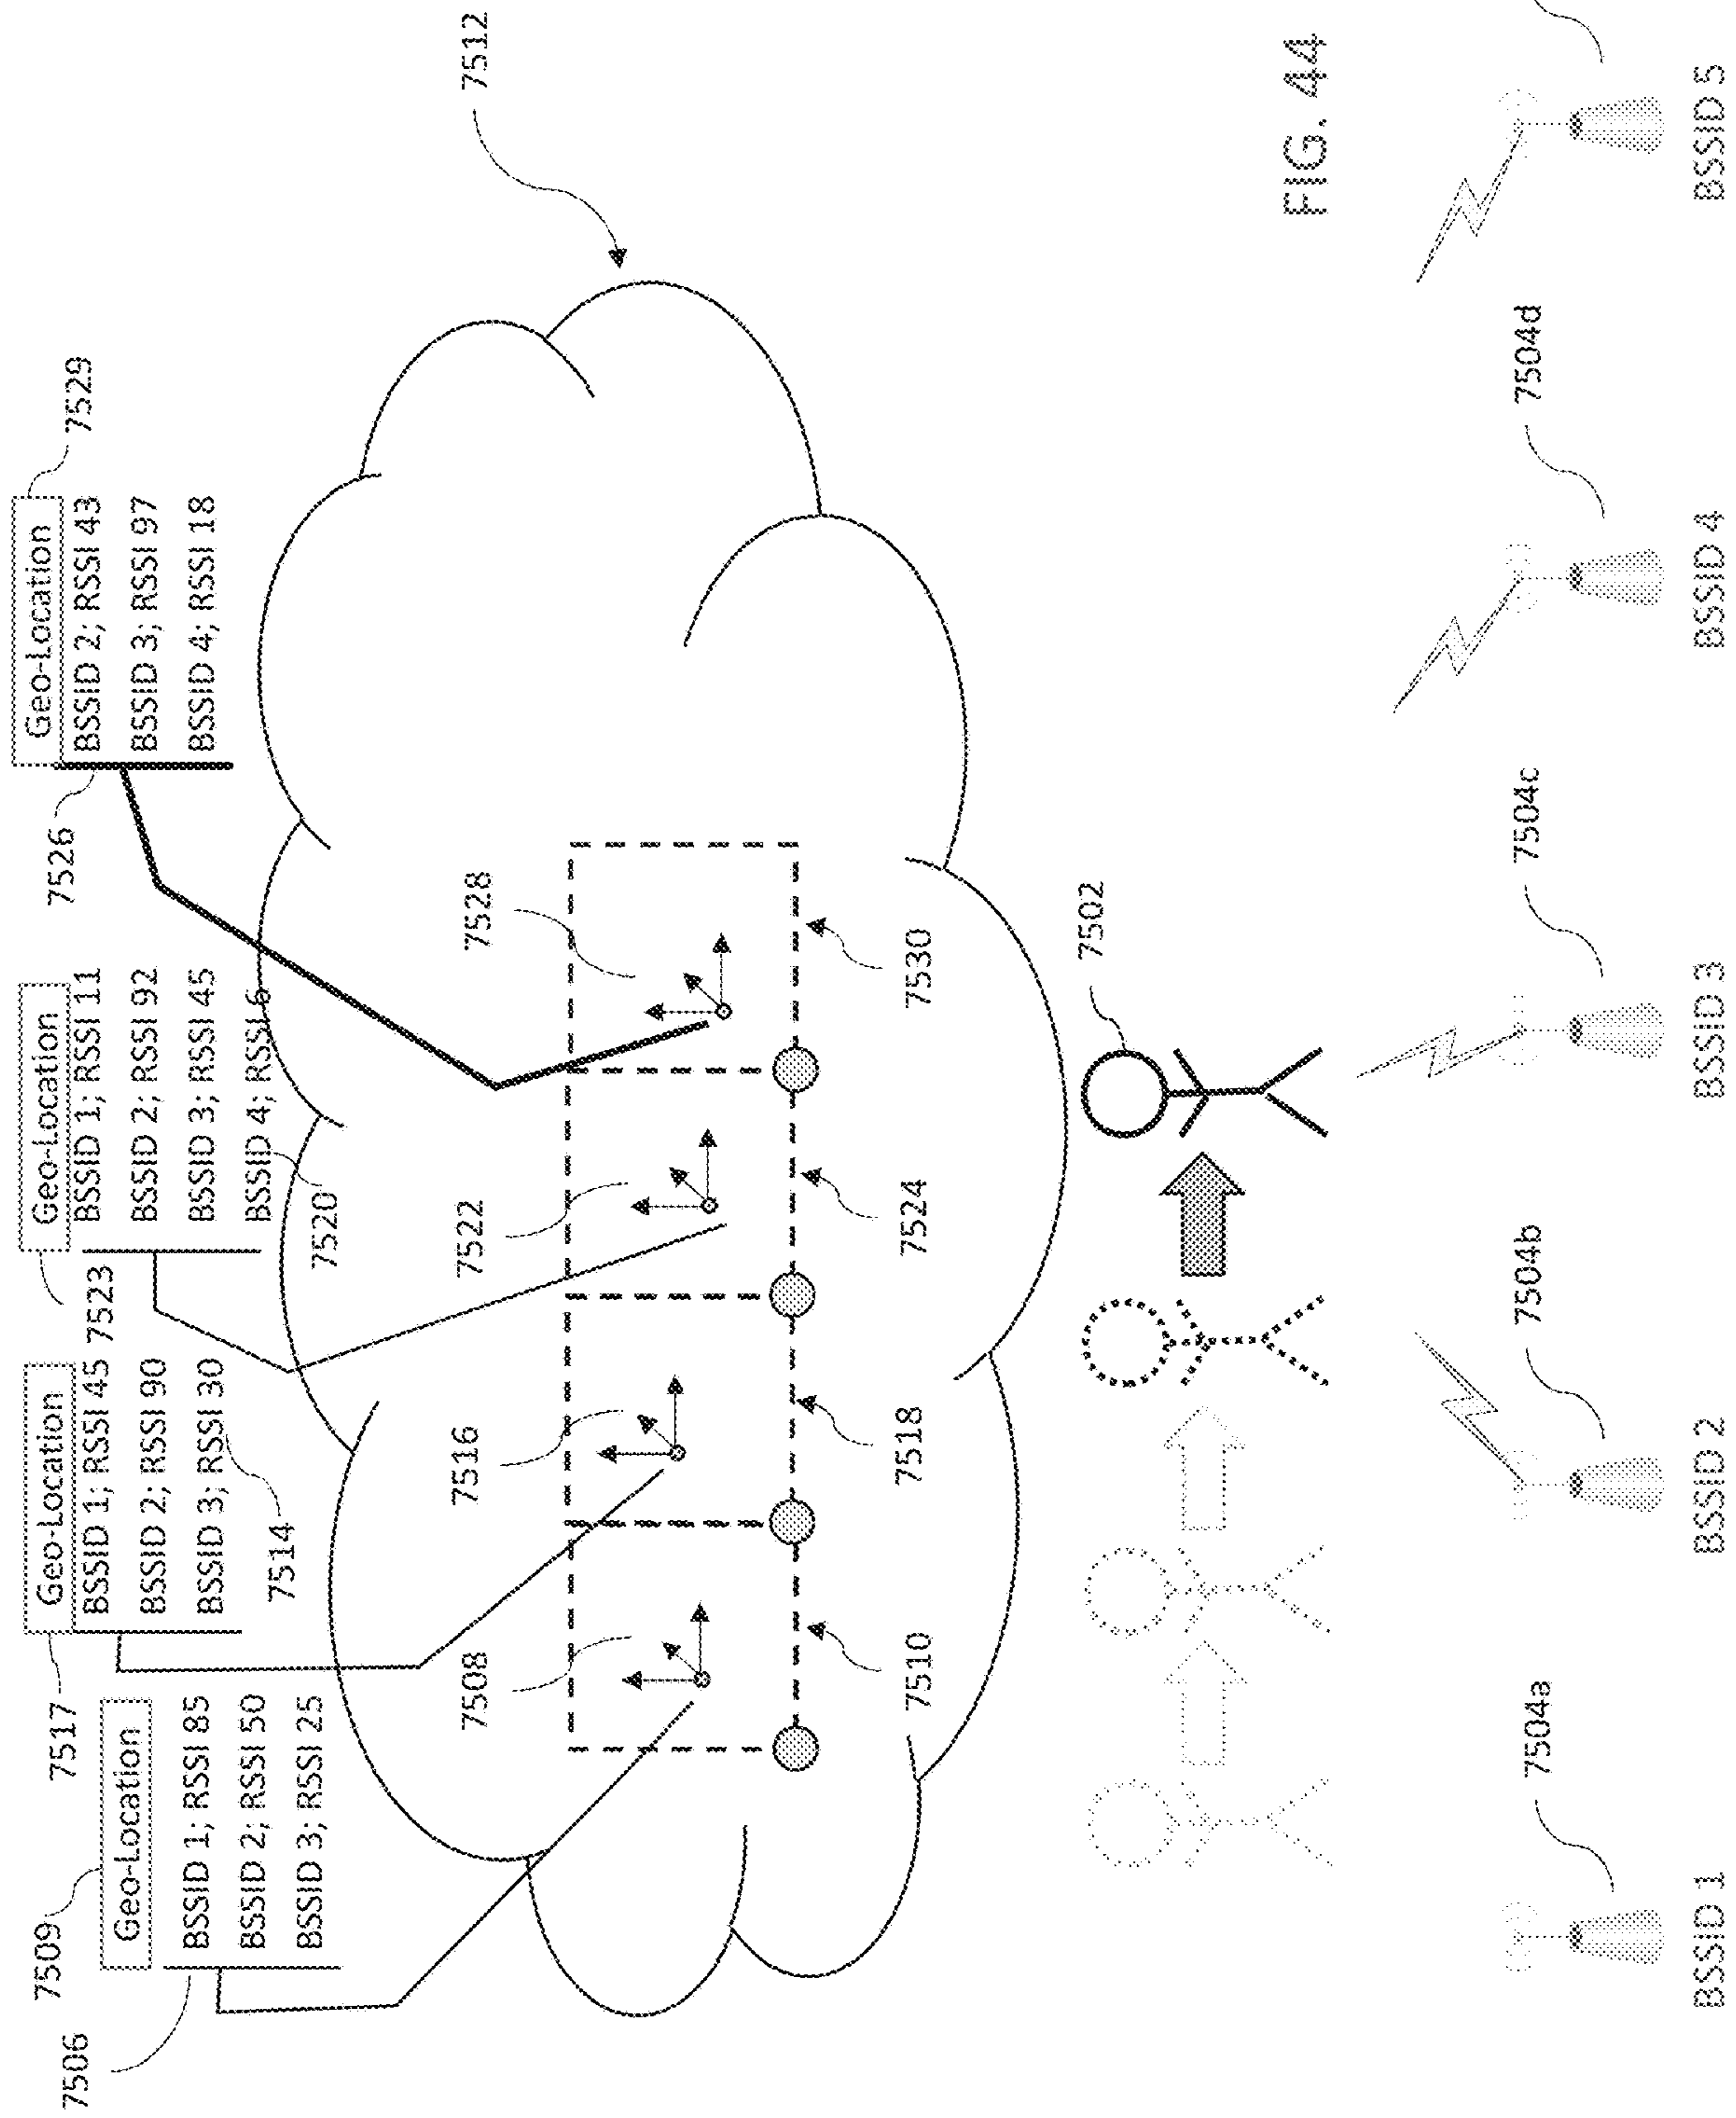 7506
7509
Geo-Location
BSSID 1; RSSI 85
BSSID 2; RSSI 50
BSSID 3; RSSI 25
7517
Geo-Location
BSSID 1; RSSI 45
BSSID 2; RSSI 90
BSSID 3; RSSI 30
7514
7523
Geo-Location
BSSID 1; RSSI 11
BSSID 2; RSSI 92
BSSID 3; RSSI 45
BSSID 4; RSSI 6
7520
7526
Geo-Location
7529
BSSID 2; RSSI 43
BSSID 3; RSSI 97
BSSID 4; RSSI 18
7512
7508
7516
7522
7528
7510
7518
7524
7530
7502
FIG. 44
7504a
7504b
7504c
7504d
BSSID 1
BSSID 2
BSSID 3
BSSID 4
BSSID 5